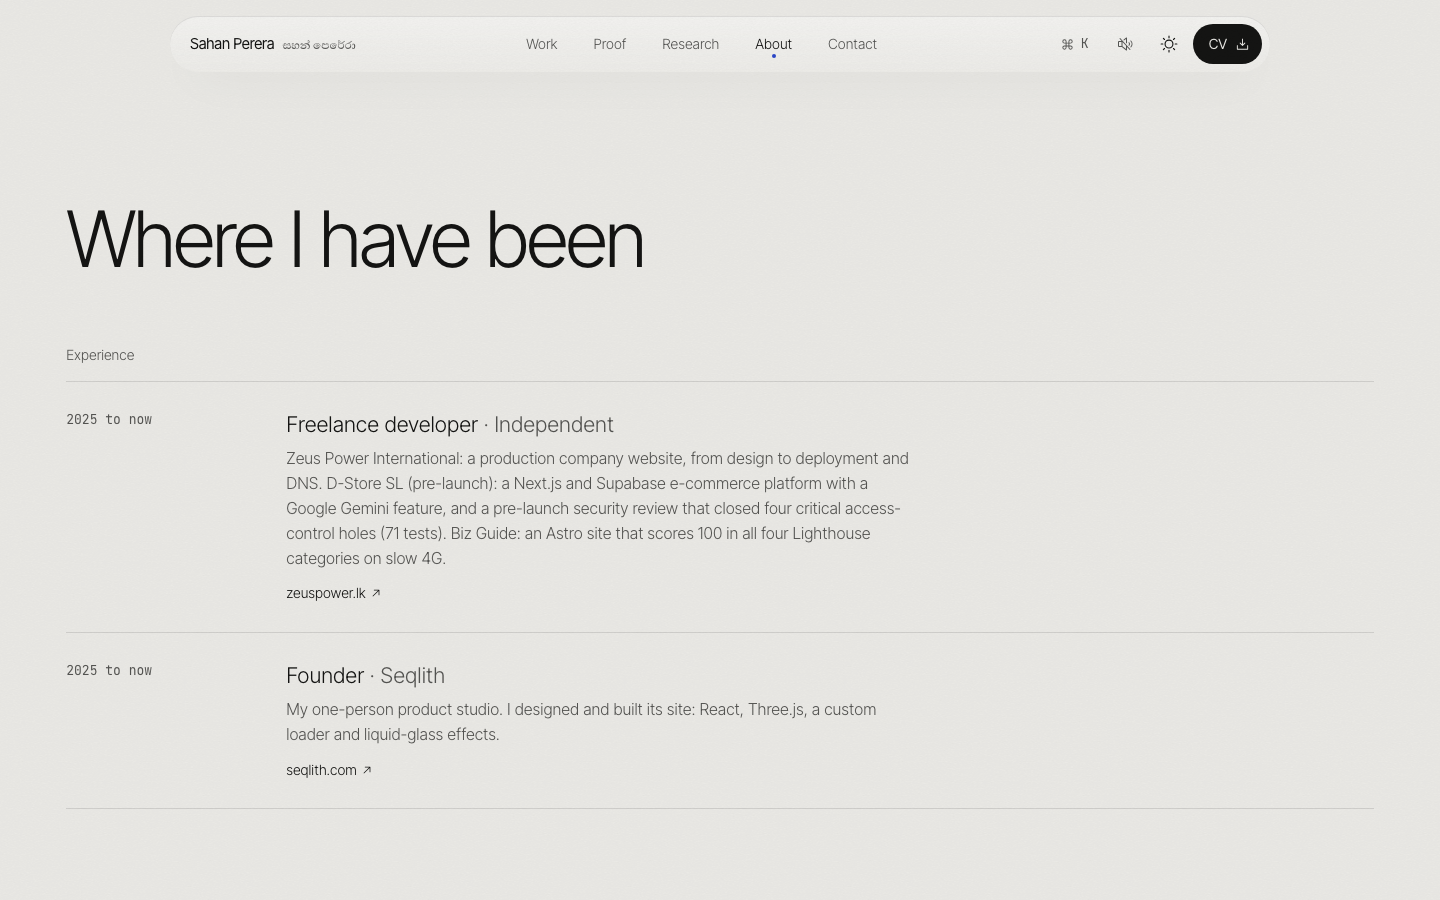 Sahan Perera සහන් පෙරේරා Work Proof Research About Contact ⌘ K CV
Where I have been
Experience
2025 to now
Freelance developer · Independent
Zeus Power International: a production company website, from design to deployment and
DNS. D-Store SL (pre-launch): a Next.js and Supabase e-commerce platform with a
Google Gemini feature, and a pre-launch security review that closed four critical access-
control holes (71 tests). Biz Guide: an Astro site that scores 100 in all four Lighthouse
categories on slow 4G.
zeuspower.lk ↗
2025 to now
Founder · Seqlith
My one-person product studio. I designed and built its site: React, Three.js, a custom
loader and liquid-glass effects.
seqlith.com ↗